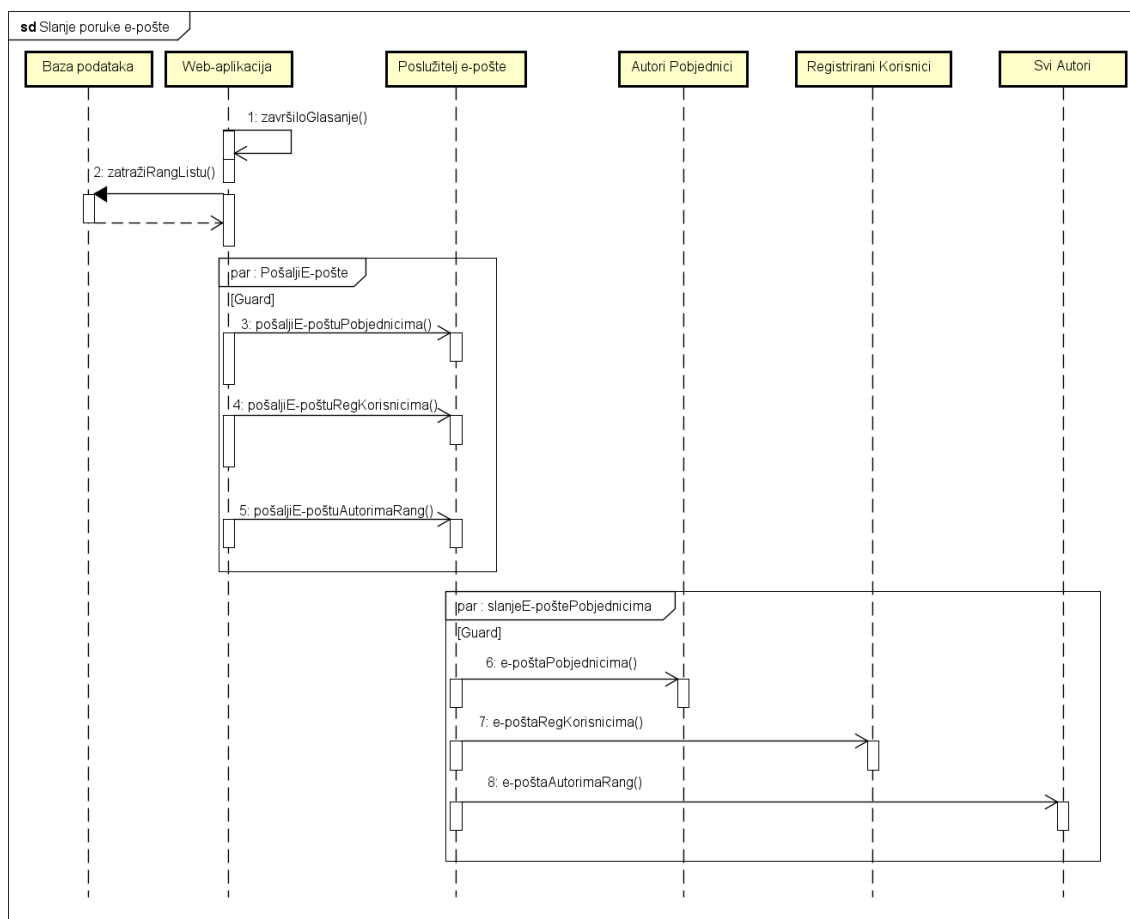 sd Slanje poruke e-pošte
Baza podataka
Web-aplikacija
Poslužitelj e-pošte
Autori Pobjednici
Registrirani Korisnici
Svi Autori
1: završiloGlasanje()
2: zatražiRangListu()
par : PošaljiE-pošte
[Guard]
3: pošaljiE-poštuPobjednicima()
4: pošaljiE-poštuRegKorisnicima()
5: pošaljiE-poštuAutorimaRang()
par : slanjeE-poštePobjednicima
[Guard]
6: e-poštaPobjednicima()
7: e-poštaRegKorisnicima()
8: e-poštaAutorimaRang()